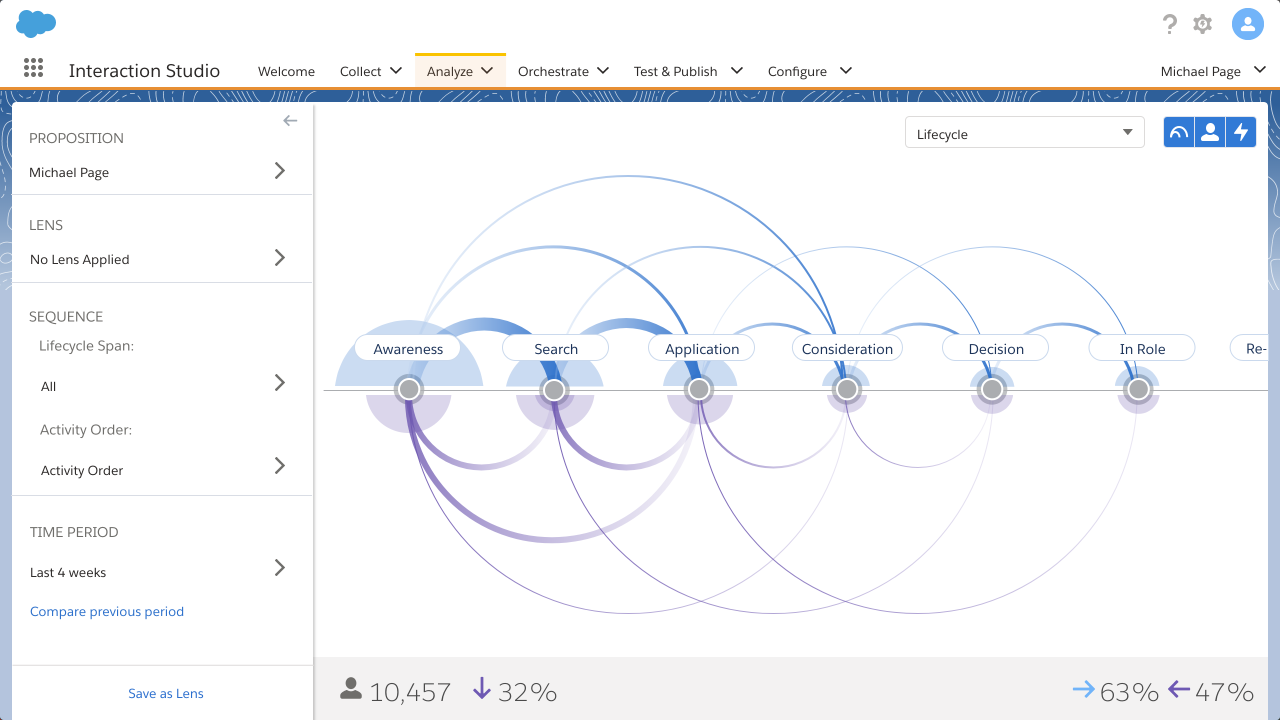 Interaction Studio
Welcome
Collect
Analyze
Orchestrate
Test & Publish
Configure
Michael Page
PROPOSITION
Michael Page
LENS
No Lens Applied
SEQUENCE
Lifecycle Span:
All
Activity Order:
Activity Order
TIME PERIOD
Last 4 weeks
Compare previous period
Save as Lens
Lifecycle
Awareness
Search
Application
Consideration
Decision
In Role
Re-
10,457
32%
63%
47%